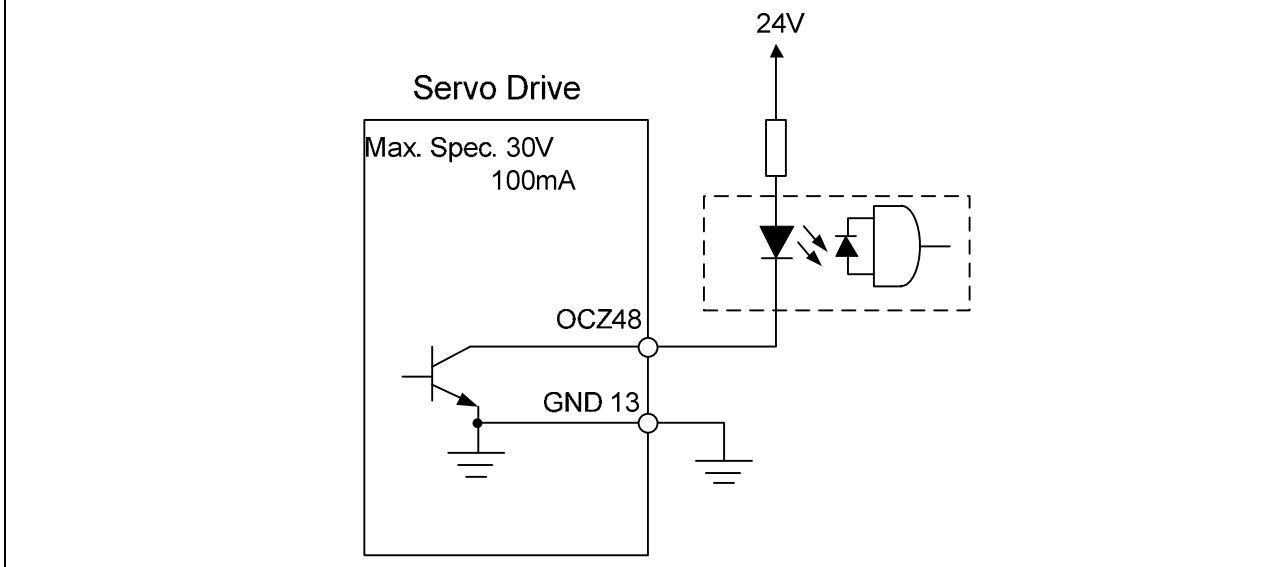 24V
Servo Drive
Max. Spec. 30V
100mA
OCZ48
GND 13